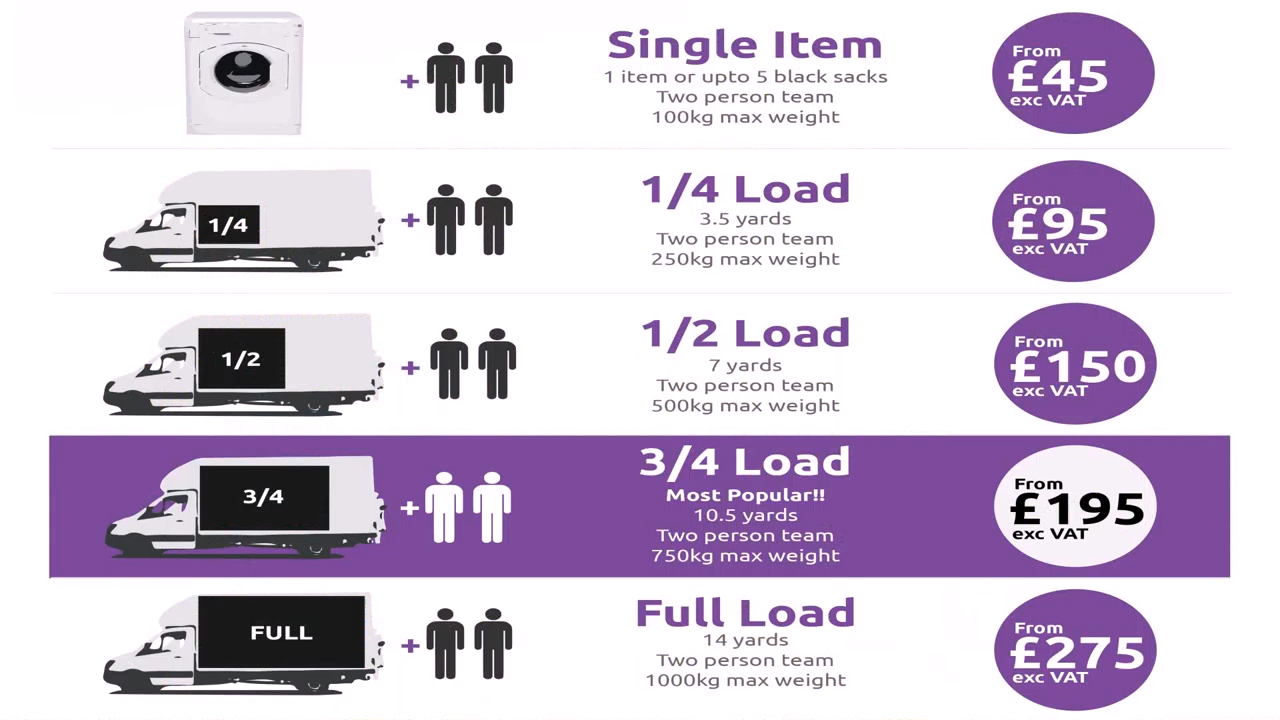 +
Single Item
1 item or upto 5 black sacks
Two person team
100kg max weight
From
£45
exc VAT
1/4
+
1/4 Load
3.5 yards
Two person team
250kg max weight
From
£95
exc VAT
1/2
+
1/2 Load
7 yards
Two person team
500kg max weight
From
£150
exc VAT
3/4
+
3/4 Load
Most Popular!!
10.5 yards
Two person team
750kg max weight
From
£195
exc VAT
FULL
+
Full Load
14 yards
Two person team
1000kg max weight
From
£275
exc VAT